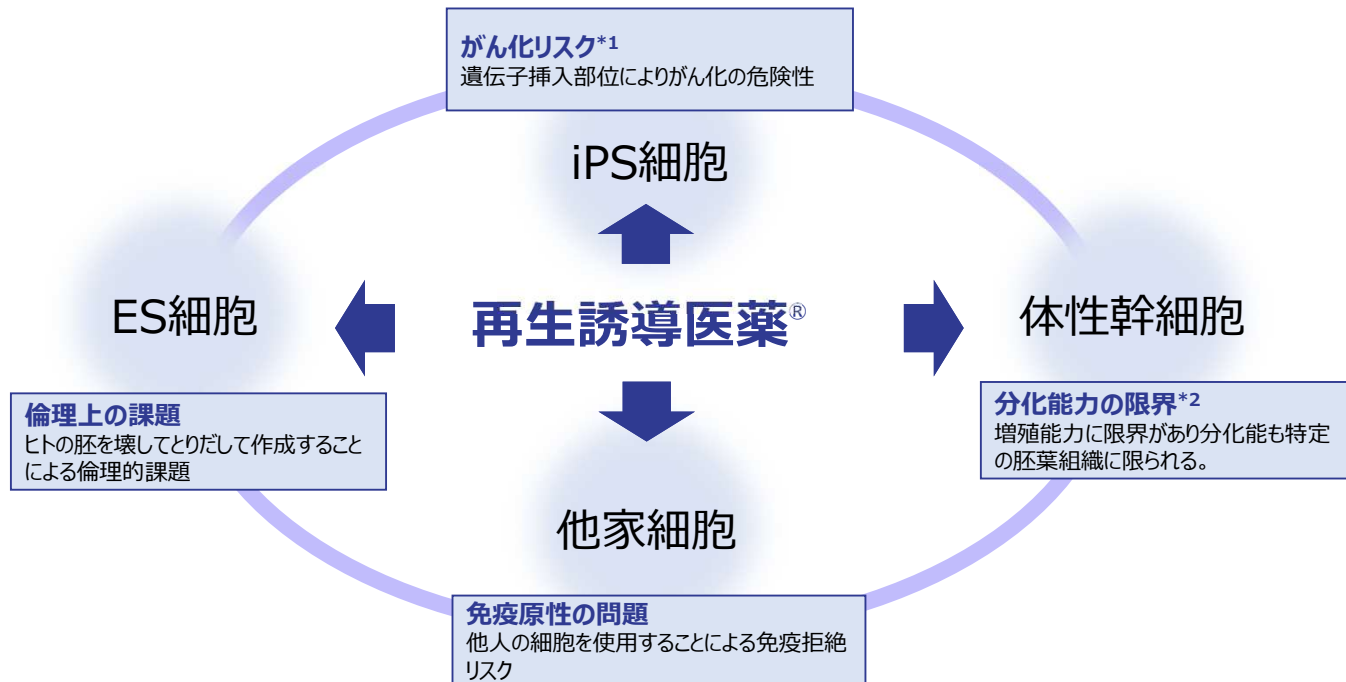 がん化リスク*1
遺伝子挿入部位によりがん化の危険性
iPS細胞
ES細胞
再生誘導医薬®
体性幹細胞
倫理上の課題
ヒトの胚を壊してとりだして作成すること
による倫理的課題
分化能力の限界*2
増殖能力に限界があり分化能も特定
の胚葉組織に限られる。
他家細胞
免疫原性の問題
他人の細胞を使用することによる免疫拒絶
リスク